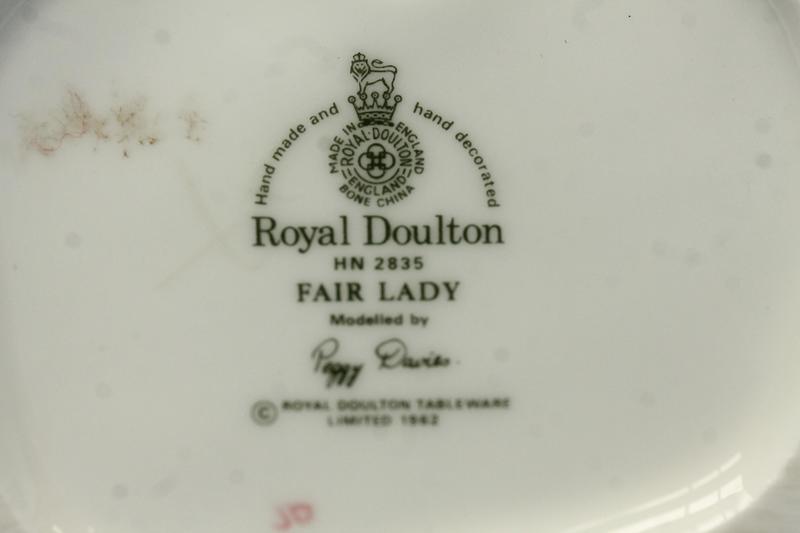 Hand made and hand decorated
MADE IN ENGLAND
ROYAL·DOULTON
ENGLAND
BONE CHINA
Royal Doulton
HN 2835
FAIR LADY
Modelled by
Peggy Davies.
© ROYAL DOULTON TABLEWARE
LIMITED 1962